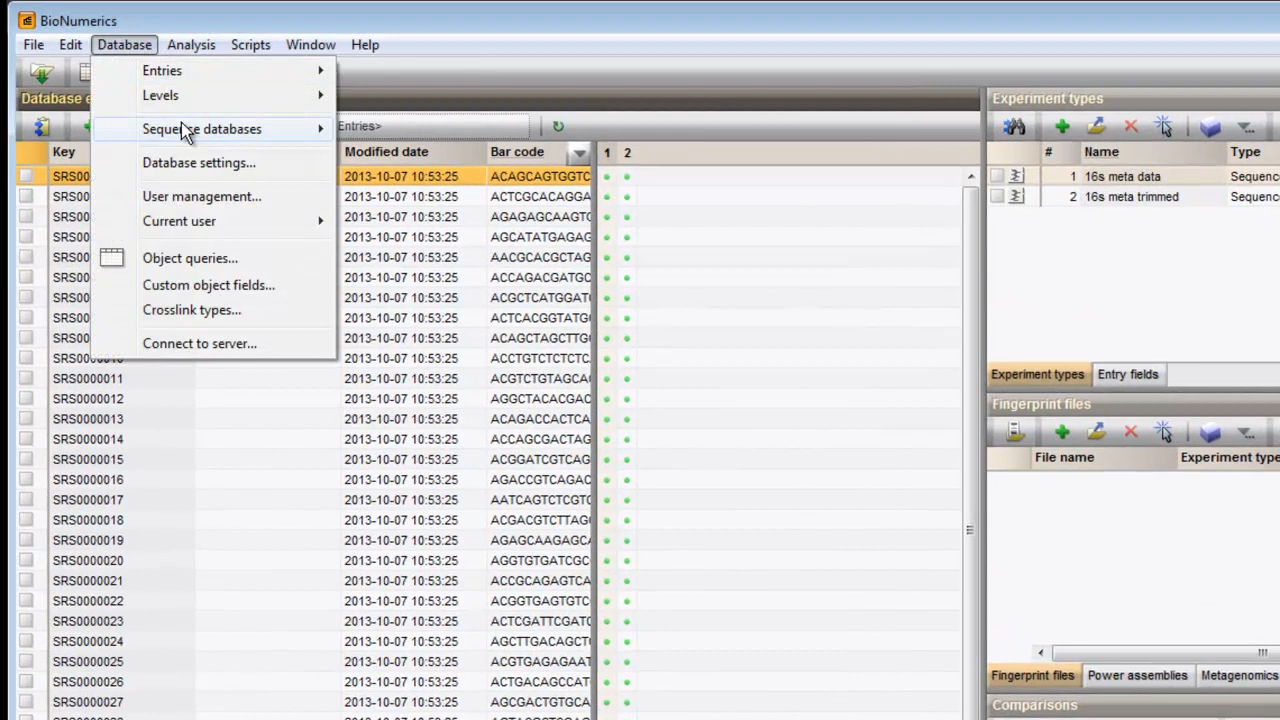 BioNumerics
File Edit Database Analysis Scripts Window Help
Entries
Levels
Sequence databases
Database settings...
User management...
Current user
Object queries...
Custom object fields...
Crosslink types...
Connect to server...
Database e
Entries>
Key Modified date Bar code 1 2
SRS00 2013-10-07 10:53:25 ACAGCAGTGGTC
SRS00 2013-10-07 10:53:25 ACTCGCACAGGA
SRS00 2013-10-07 10:53:25 AGAGAGCAAGTG
SRS00 2013-10-07 10:53:25 AGCATATGAGAG
SRS00 2013-10-07 10:53:25 AACGCACGCTAG
SRS00 2013-10-07 10:53:25 ACCAGACGATGC
SRS00 2013-10-07 10:53:25 ACGCTCATGGAT
SRS00 2013-10-07 10:53:25 ACTCACGGTATG
SRS00 2013-10-07 10:53:25 ACAGCTAGCTTG
2013-10-07 10:53:25 ACCTGTCTCTCT
SRS0000011 2013-10-07 10:53:25 ACGTCTGTAGCA
SRS0000012 2013-10-07 10:53:25 AGGCTACACGA
SRS0000013 2013-10-07 10:53:25 ACAGACCACTCA
SRS0000014 2013-10-07 10:53:25 ACCAGCGACTAG
SRS0000015 2013-10-07 10:53:25 ACGGATCGTCAG
SRS0000016 2013-10-07 10:53:25 AGACCGTCAGAC
SRS0000017 2013-10-07 10:53:25 AATCAGTCTCGTG
SRS0000018 2013-10-07 10:53:25 ACGACGTCTTAG
SRS0000019 2013-10-07 10:53:25 AGAGCAAGAGCA
SRS0000020 2013-10-07 10:53:25 AGGTGTGATCGC
SRS0000021 2013-10-07 10:53:25 ACCGCAGAGTCA
SRS0000022 2013-10-07 10:53:25 ACGGTGAGTGTC
SRS0000023 2013-10-07 10:53:25 ACTCGATTCGAT
SRS0000024 2013-10-07 10:53:25 AGCTTGACAGCT
SRS0000025 2013-10-07 10:53:25 ACGTGAGAGAAT
SRS0000026 2013-10-07 10:53:25 ACTGACAGCCAT
SRS0000027 2013-10-07 10:53:25 AGCGACTGTGCA
Experiment types
# Name Type
1 16s meta data Sequenc
2 16s meta trimmed Sequenc
Experiment types Entry fields
Fingerprint files
File name Experiment type
Fingerprint files Power assemblies Metagenomics
Comparisons